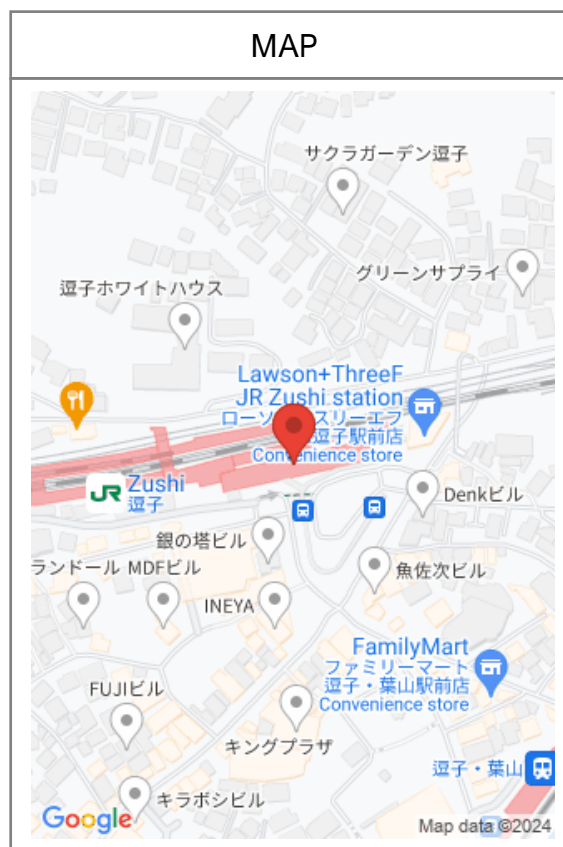 MAP
サクラガーデン逗子
グリーンサプライ
逗子ホワイトハウス
Lawson+ThreeF
JR Zushi station
ローソン スリーエフ
逗子駅前店
Convenience store
JR
Zushi
逗子
Denkビル
銀の塔ビル
魚佐次ビル
ランドール MDFビル
INEYA
FamilyMart
ファミリーマート
逗子・葉山駅前店
Convenience store
FUJIビル
キングプラザ
逗子・葉山
キラボシビル
Google
Map data ©2024